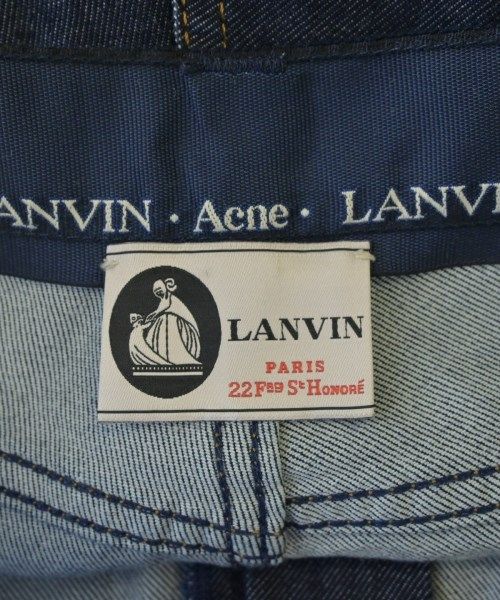 LANVIN · Acne · LANVIN
LANVIN
PARIS
22 Fbg St Honoré